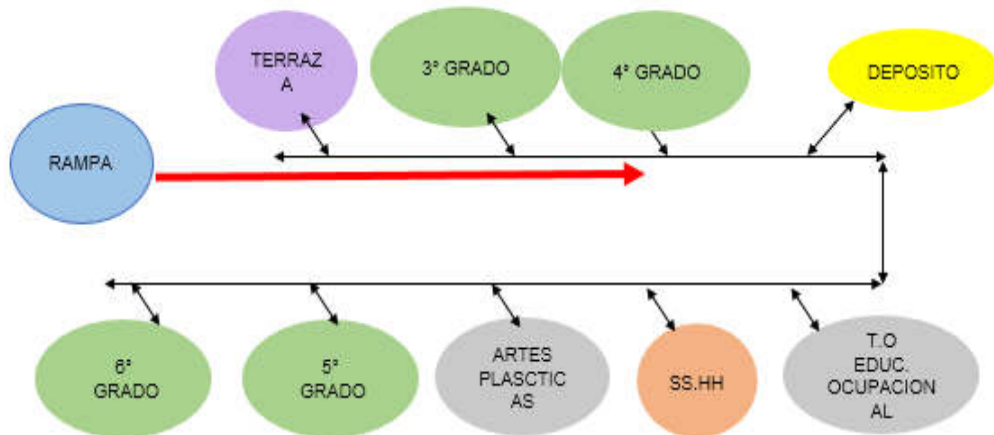 TERRAZ
A
3° GRADO
4° GRADO
DEPOSITO
RAMPA
6°
GRADO
5°
GRADO
ARTES
PLASCTIC
AS
SS.HH
T.O
EDUC.
OCUPACION
AL